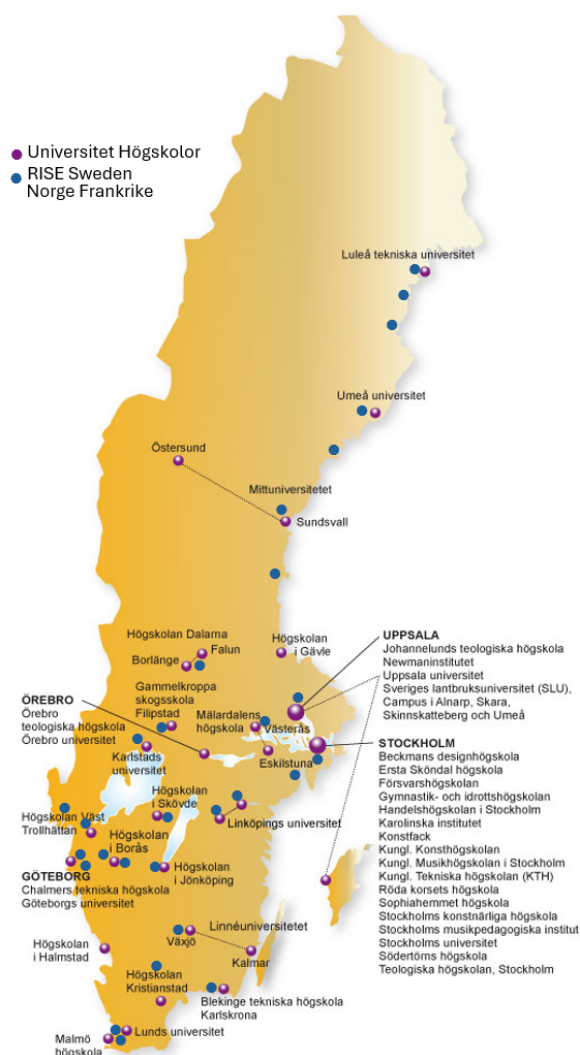 Universitet Högskolor
RISE Sweden
Norge Frankrike
Luleå tekniska universitet
Umeå universitet
Östersund
Mittuniversitetet
Sundsvall
Högskolan Dalarna
Falun
Borlänge
Högskolan
i Gävle
Gammelkroppa
skogsskola
Filipstad
Mälardalens
högskola
Västerås
Eskilstuna
ÖREBRO
Örebro
teologiska högskola
Örebro universitet
Karlstads
universitet
UPPSALA
Johannelunds teologiska högskola
Newmaninstitutet
Uppsala universitet
Sveriges lantbruksuniversitet (SLU),
Campus i Alnarp, Skara,
Skinnskatteberg och Umeå
STOCKHOLM
Beckmans designhögskola
Ersta Sköndal högskola
Försvarshögskolan
Gymnastik- och idrottshögskolan
Handelshögskolan i Stockholm
Karolinska institutet
Konstfack
Kungl. Konsthögskolan
Kungl. Musikhögskolan i Stockholm
Kungl. Tekniska högskolan (KTH)
Röda korsets högskola
Sophiahemmet högskola
Stockholms konstnärliga högskola
Stockholms musikpedagogiska institut
Stockholms universitet
Södertörns högskola
Teologiska högskolan, Stockholm
Högskolan
i Skövde
Högskolan Väst
Trollhättan
Högskolan
i Borås
Linköpings universitet
Högskolan
i Jönköping
GÖTEBORG
Chalmers tekniska högskola
Göteborgs universitet
Linnéuniversitetet
Växjö
Kalmar
Högskolan
i Halmstad
Högskolan
Kristianstad
Blekinge tekniska högskola
Karlskrona
Lunds universitet
Malmö
högskola